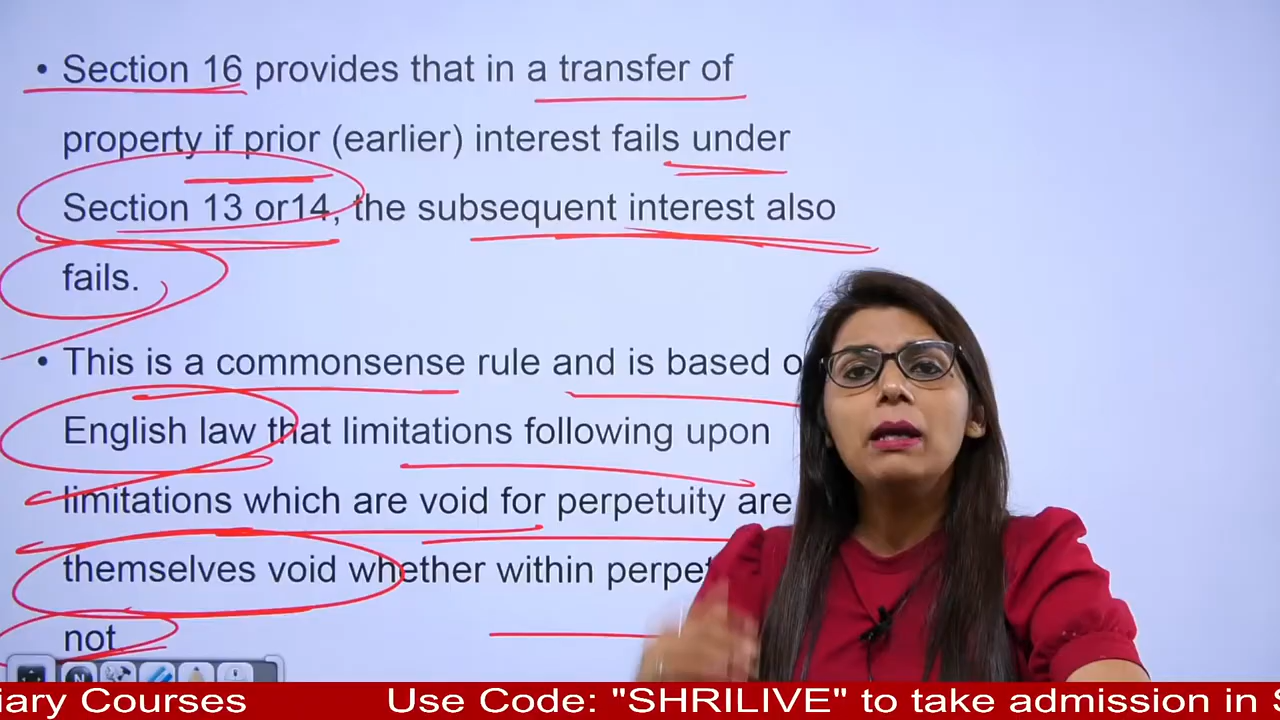 • Section 16 provides that in a transfer of
property if prior (earlier) interest fails under
Section 13 or14, the subsequent interest also
fails.
• This is a commonsense rule and is based
English law that limitations following upon
limitations which are void for perpetuity are
themselves void whether within
not
iary Courses Use Code: "SHRILIVE" to take admission in